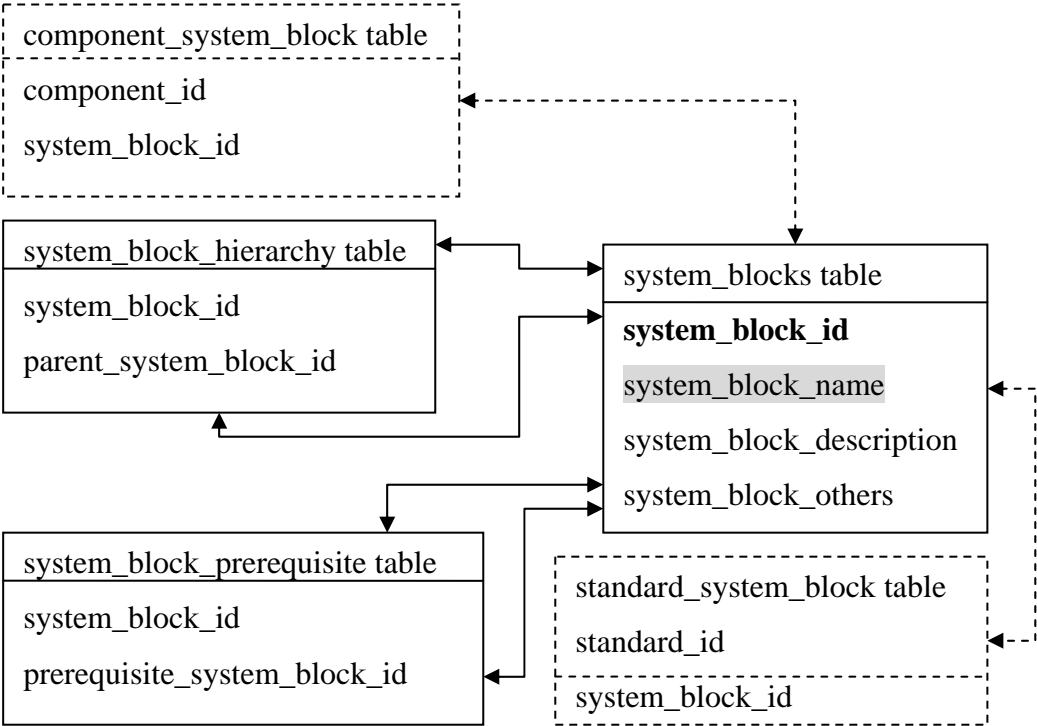 component_system_block table
component_id
system_block_id
system_block_hierarchy table
system_block_id
parent_system_block_id
system_blocks table
system_block_id
system_block_name
system_block_description
system_block_others
system_block_prerequisite table
system_block_id
prerequisite_system_block_id
standard_system_block table
standard_id
system_block_id